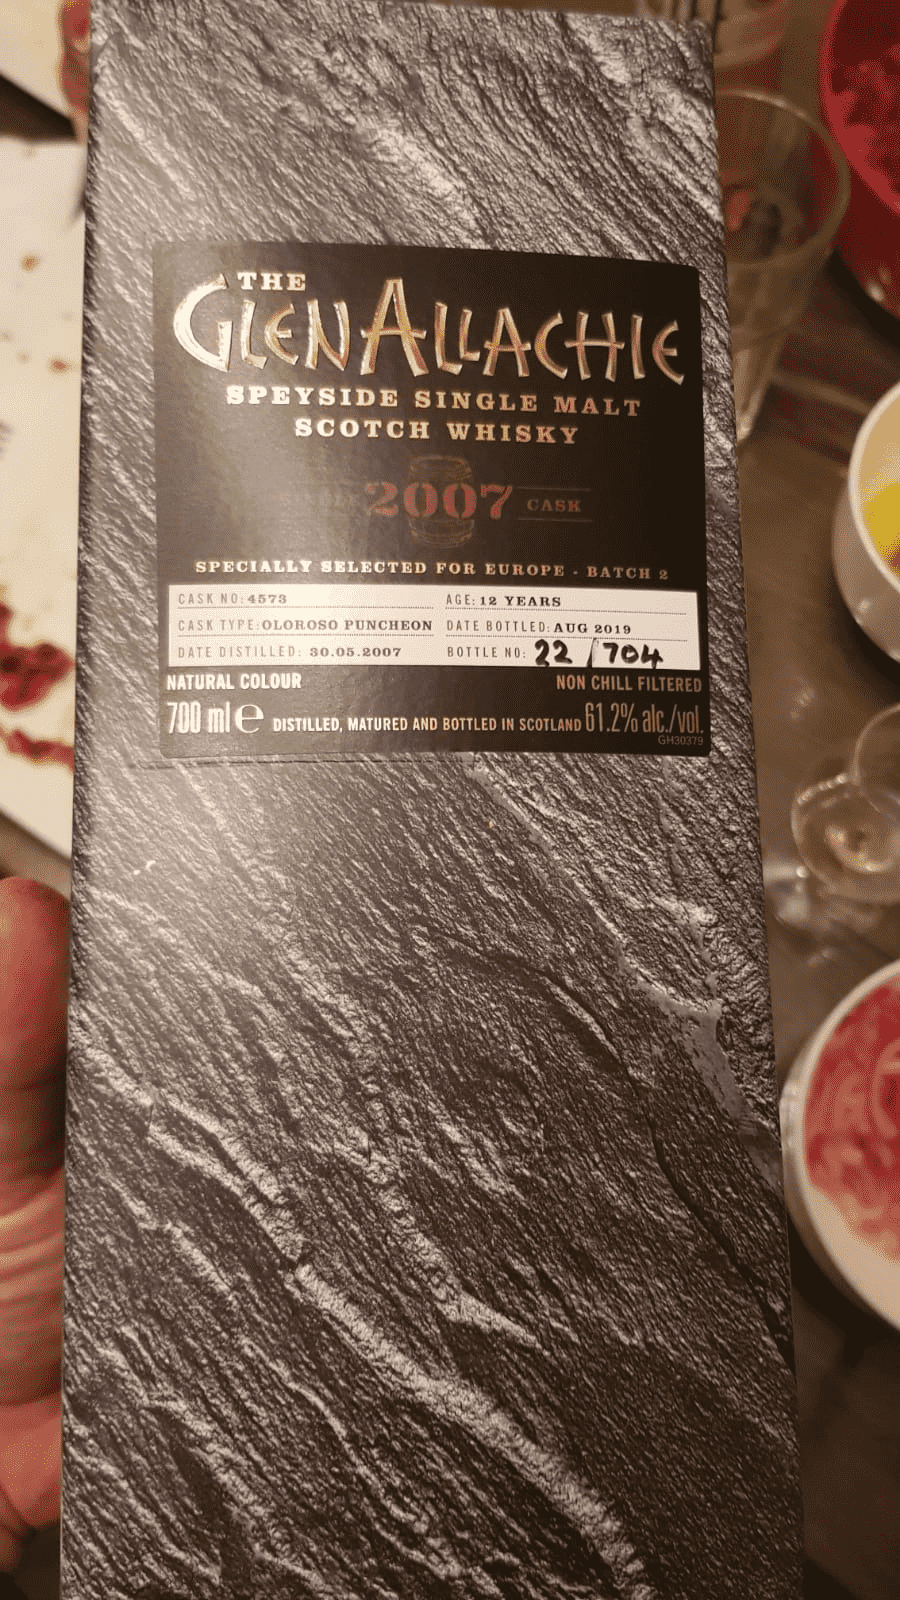 THE
GLENALLACHIE
SPEYSIDE SINGLE MALT
SCOTCH WHISKY
2007 CASK
SPECIALLY SELECTED FOR EUROPE - BATCH 2
CASK NO: 4573 AGE: 12 YEARS
CASK TYPE: OLOROSO PUNCHEON DATE BOTTLED: AUG 2019
DATE DISTILLED: 30.05.2007 BOTTLE NO: 22 / 704
NATURAL COLOUR NON CHILL FILTERED
700 ml e DISTILLED, MATURED AND BOTTLED IN SCOTLAND 61.2% alc./vol.
GH30379